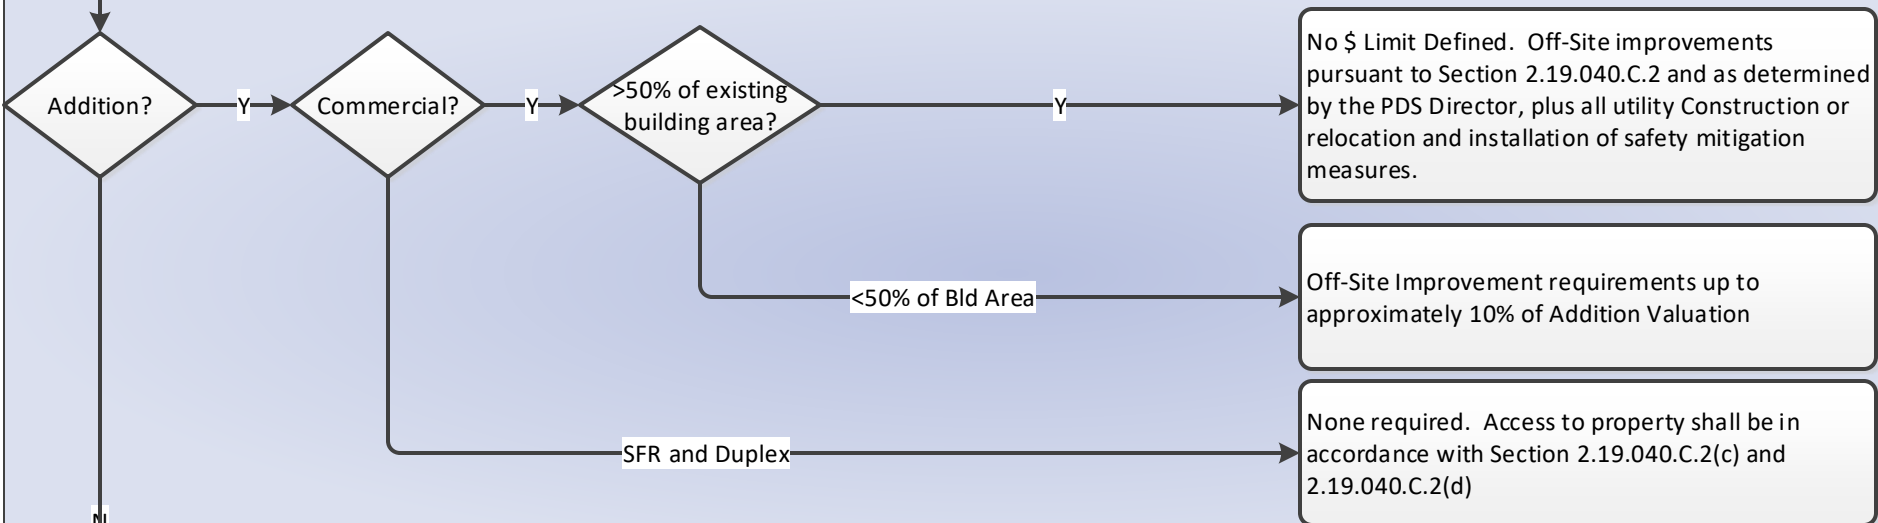 Addition?
Y
Commercial?
Y
>50% of existing
building area?
Y
No $ Limit Defined.  Off-Site improvements
pursuant to Section 2.19.040.C.2 and as determined
by the PDS Director, plus all utility Construction or
relocation and installation of safety mitigation
measures.
<50% of Bld Area
Off-Site Improvement requirements up to
approximately 10% of Addition Valuation
SFR and Duplex
None required.  Access to property shall be in
accordance with Section 2.19.040.C.2(c) and
2.19.040.C.2(d)
N